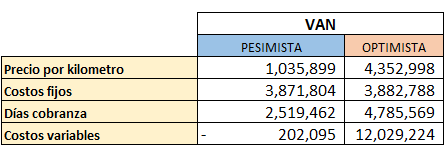 VAN
PESIMISTA OPTIMISTA
Precio por kilometro 1,035,899 4,352,998
Costos fijos 3,871,804 3,882,788
Días cobranza 2,519,462 4,785,569
Costos variables - 202,095 12,029,224